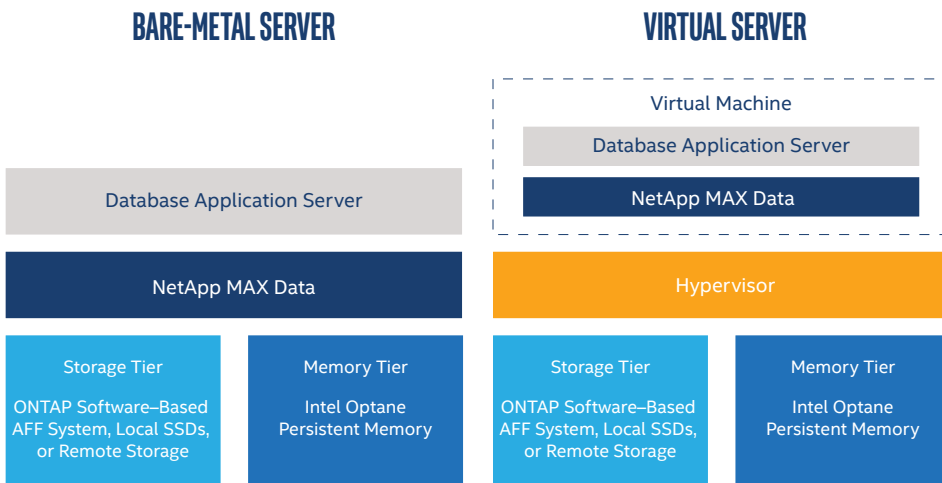 BARE-METAL SERVER
Database Application Server
NetApp MAX Data
Storage Tier
ONTAP Software–Based
AFF System, Local SSDs,
or Remote Storage
Memory Tier
Intel Optane
Persistent Memory
VIRTUAL SERVER
Virtual Machine
Database Application Server
NetApp MAX Data
Hypervisor
Storage Tier
ONTAP Software–Based
AFF System, Local SSDs,
or Remote Storage
Memory Tier
Intel Optane
Persistent Memory